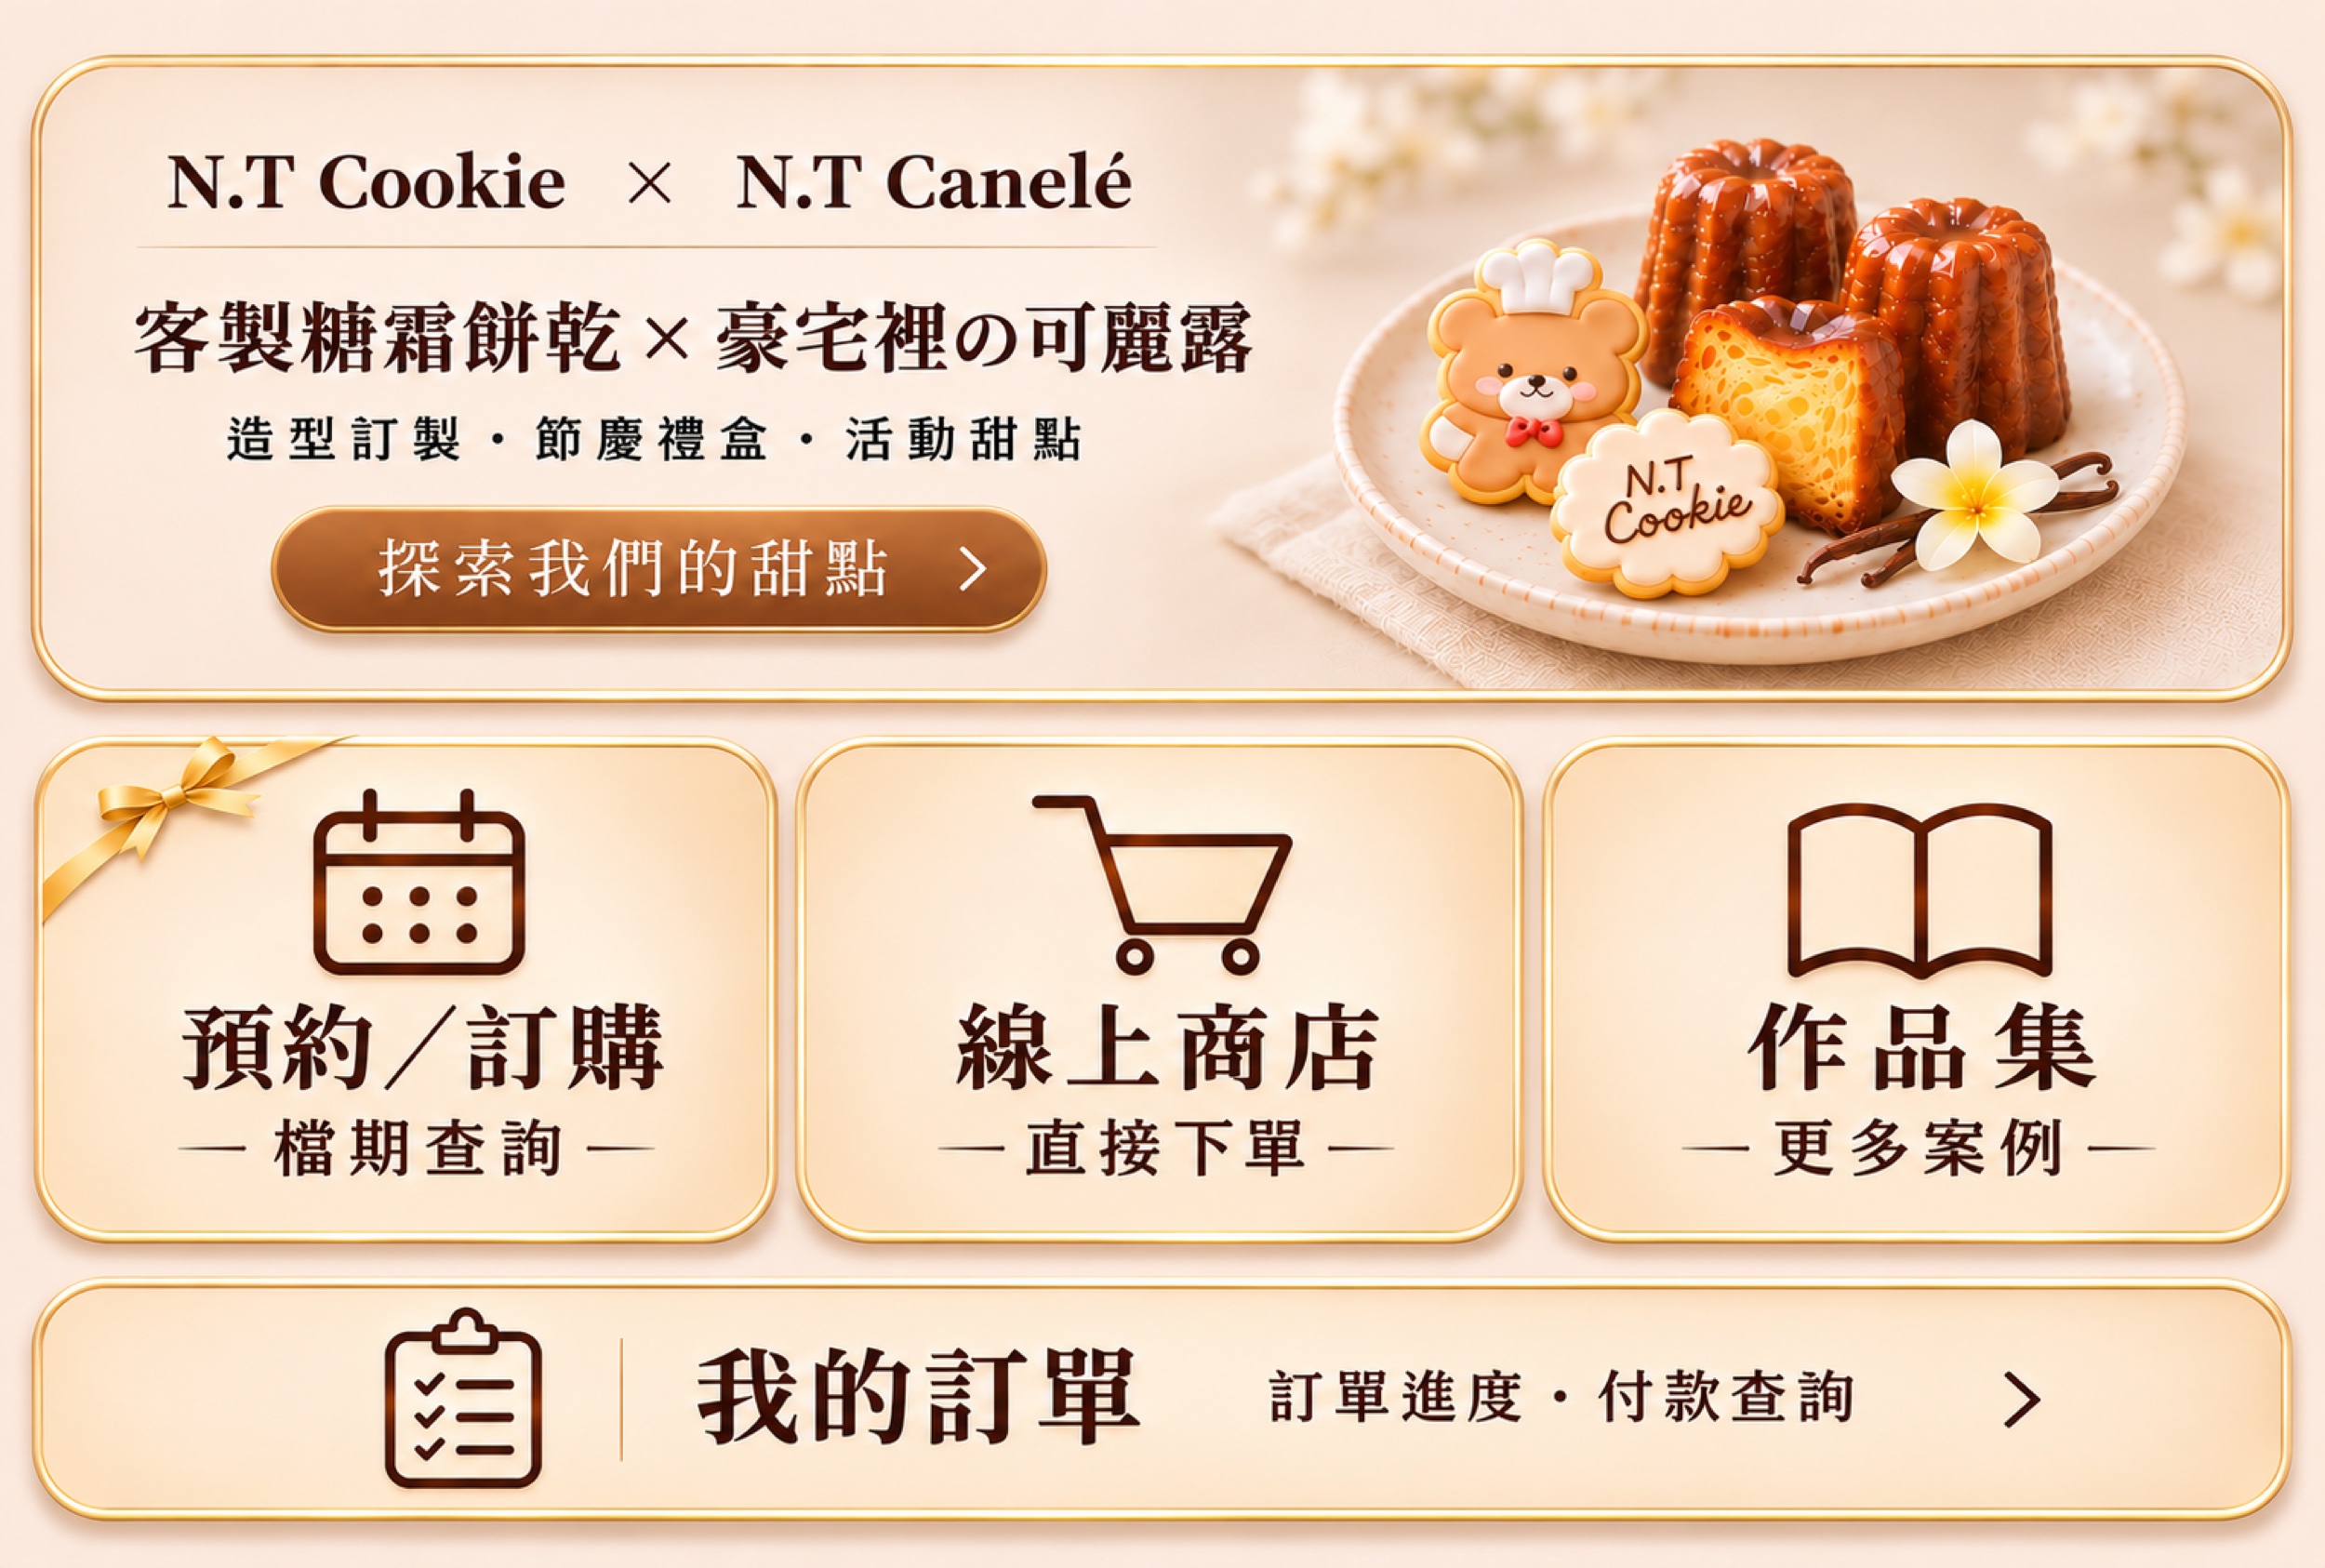 N.T Cookie × N.T Canelé
客製糖霜餅乾×豪宅裡の可麗露
造型訂製・節慶禮盒・活動甜點
探索我們的甜點 >
N.T
Cookie
預約／訂購
檔期查詢
線上商店
直接下單
作品集
更多案例
我的訂單 訂單進度・付款查詢 >